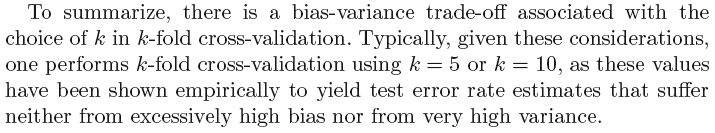 To summarize, there is a bias-variance trade-off associated with the
choice of k in k-fold cross-validation. Typically, given these considerations,
one performs k-fold cross-validation using k = 5 or k = 10, as these values
have been shown empirically to yield test error rate estimates that suffer
neither from excessively high bias nor from very high variance.